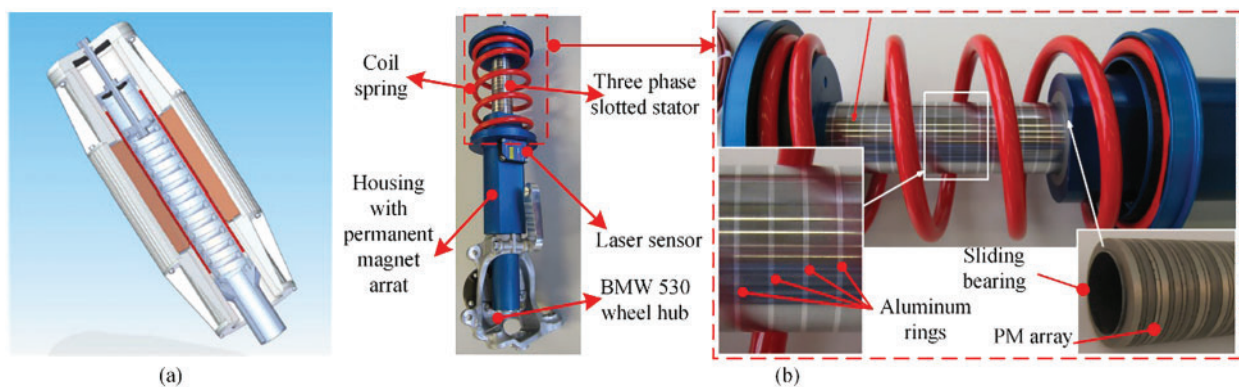 Coil
spring
Three phase
slotted stator
Housing
with
permanent
magnet
arrat
Laser sensor
BMW 530
wheel hub
Sliding
bearing
Aluminum
rings
PM array
(a)
(b)